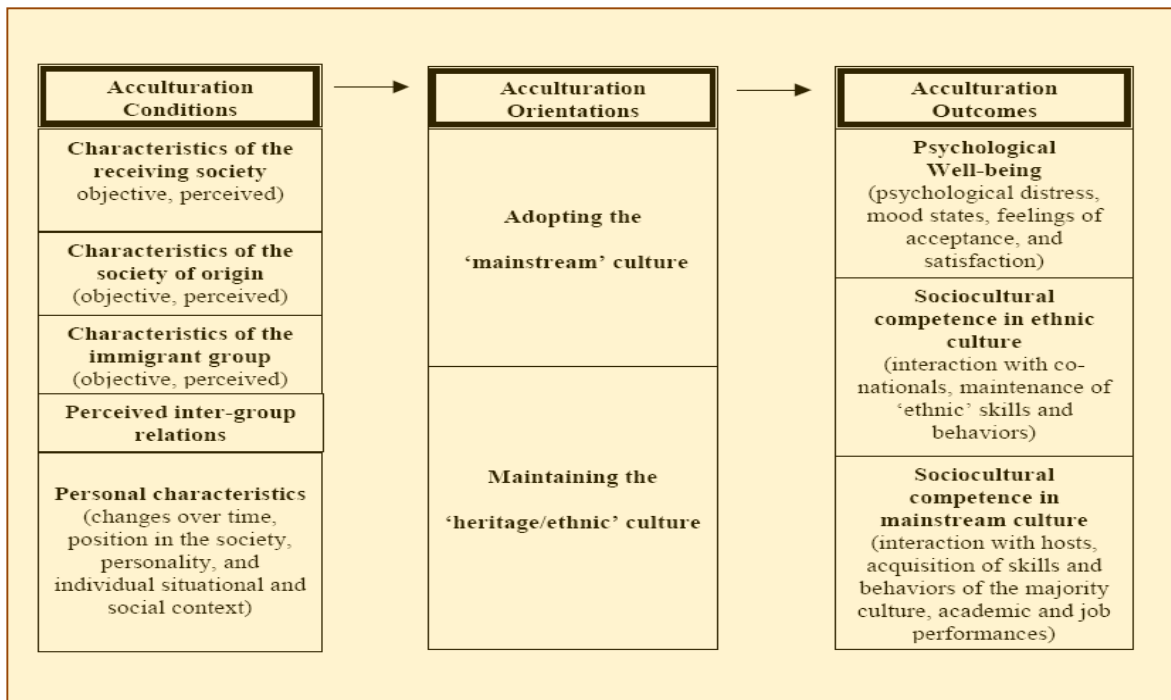 Acculturation
Conditions
Characteristics of the
receiving society
objective, perceived)
Characteristics of the
society of origin
(objective, perceived)
Characteristics of the
immigrant group
(objective, perceived)
Perceived inter-group
relations
Personal characteristics
(changes over time,
position in the society,
personality, and
individual situational and
social context)
Acculturation
Orientations
Adopting the
‘mainstream’ culture
Maintaining the
‘heritage/ethnic’ culture
Acculturation
Outcomes
Psychological
Well-being
(psychological distress,
mood states, feelings of
acceptance, and
satisfaction)
Sociocultural
competence in ethnic
culture
(interaction with co-
nationals, maintenance of
‘ethnic’ skills and
behaviors)
Sociocultural
competence in
mainstream culture
(interaction with hosts,
acquisition of skills and
behaviors of the majority
culture, academic and job
performances)